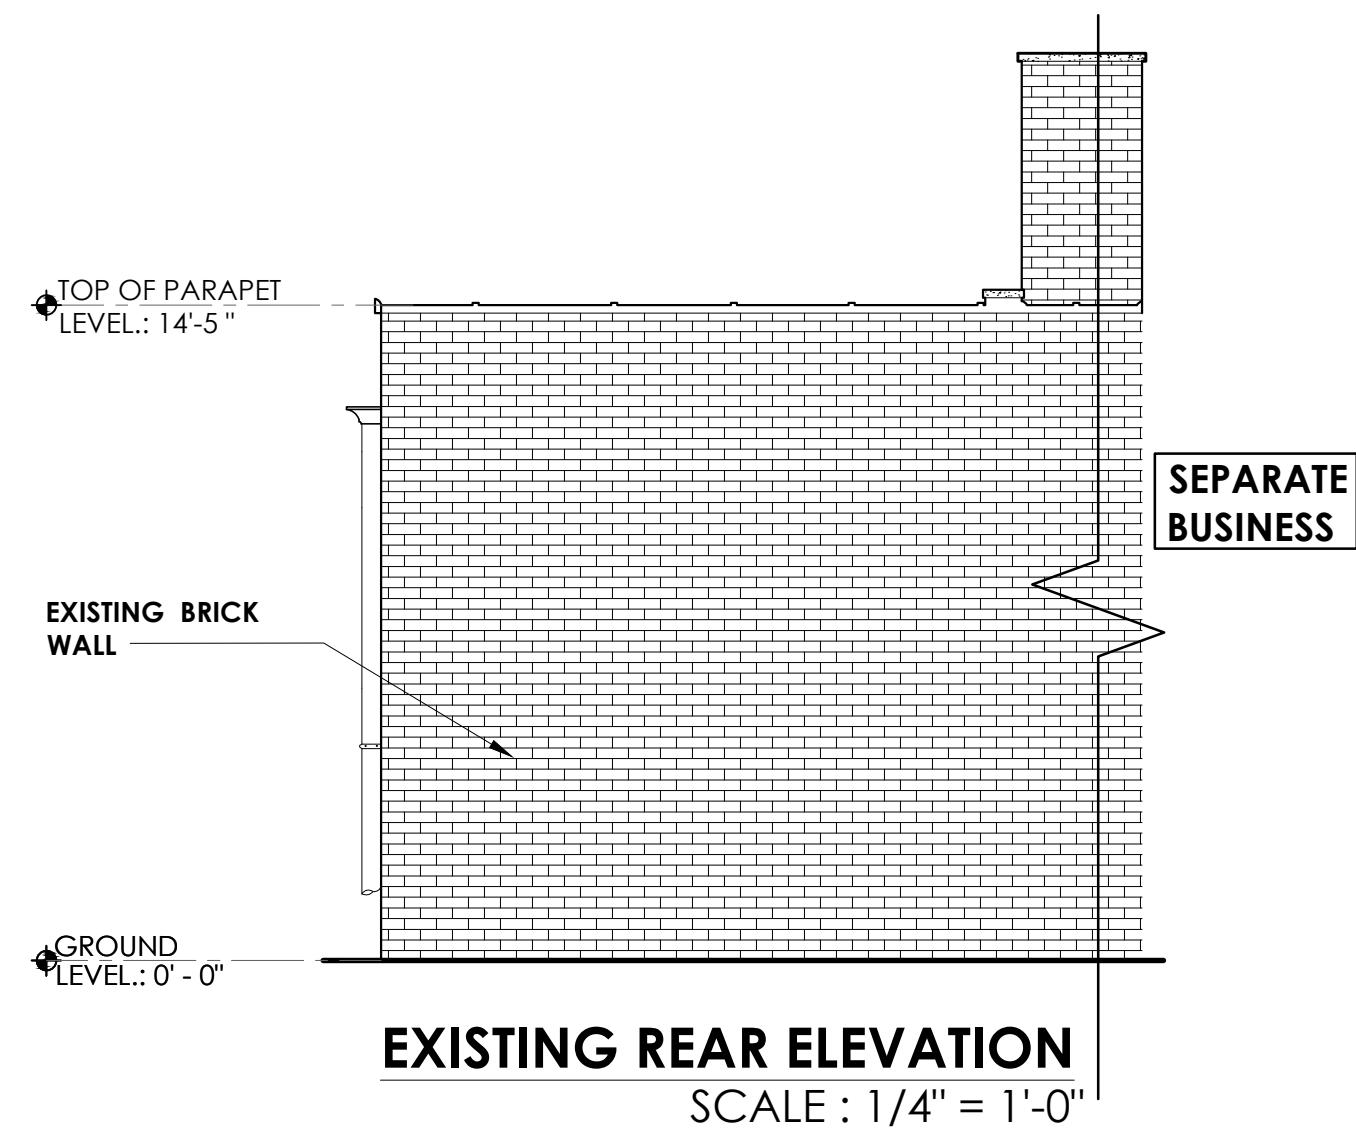 TOP OF PARAPET
LEVEL.: 14'-5 "
SEPARATE
BUSINESS
EXISTING BRICK
WALL
GROUND
LEVEL.: 0' - 0"
EXISTING REAR ELEVATION
SCALE : 1/4" = 1'-0"